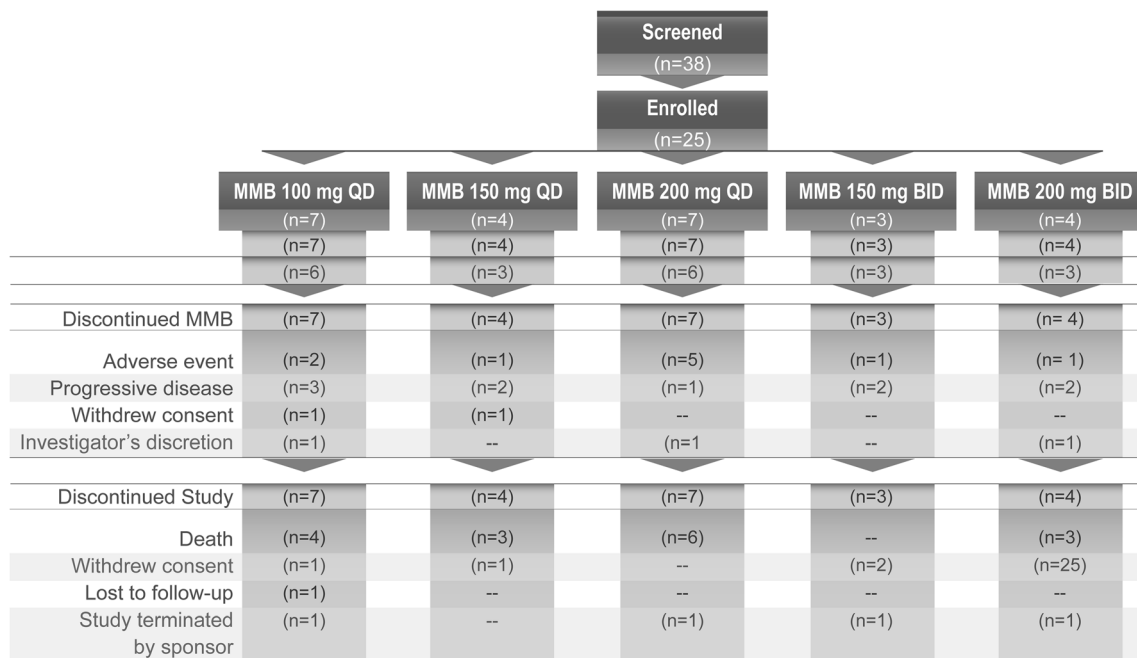 Screened
(n=38)
Enrolled
(n=25)
MMB 100 mg QD MMB 150 mg QD MMB 200 mg QD MMB 150 mg BID MMB 200 mg BID
(n=7) (n=4) (n=7) (n=3) (n=4)
(n=7) (n=4) (n=7) (n=3) (n=4)
(n=6) (n=3) (n=6) (n=3) (n=3)
Discontinued MMB (n=7) (n=4) (n=7) (n=3) (n= 4)
Adverse event (n=2) (n=1) (n=5) (n=1) (n= 1)
Progressive disease (n=3) (n=2) (n=1) (n=2) (n=2)
Withdrew consent (n=1) (n=1) -- -- --
Investigator’s discretion (n=1) -- (n=1 -- (n=1)
Discontinued Study (n=7) (n=4) (n=7) (n=3) (n=4)
Death (n=4) (n=3) (n=6) -- (n=3)
Withdrew consent (n=1) (n=1) -- (n=2) (n=25)
Lost to follow-up (n=1) -- -- -- --
Study terminated (n=1) -- (n=1) (n=1) (n=1)
by sponsor